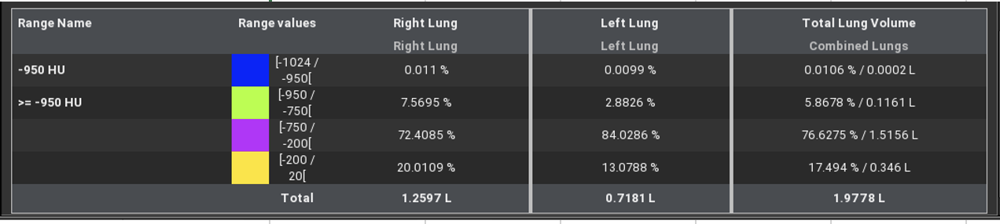 Range Name Range values Right Lung Left Lung Total Lung Volume
Right Lung Left Lung Combined Lungs
-950 HU [-1024 / -950[ 0.011 % 0.0099 % 0.0106 % / 0.0002 L
>= -950 HU [-950 / -750[ 7.5695 % 2.8826 % 5.8678 % / 0.1161 L
[-750 / -200[ 72.4085 % 84.0286 % 76.6275 % / 1.5156 L
[-200 / 20[ 20.0109 % 13.0788 % 17.494 % / 0.346 L
Total 1.2597 L 0.7181 L 1.9778 L